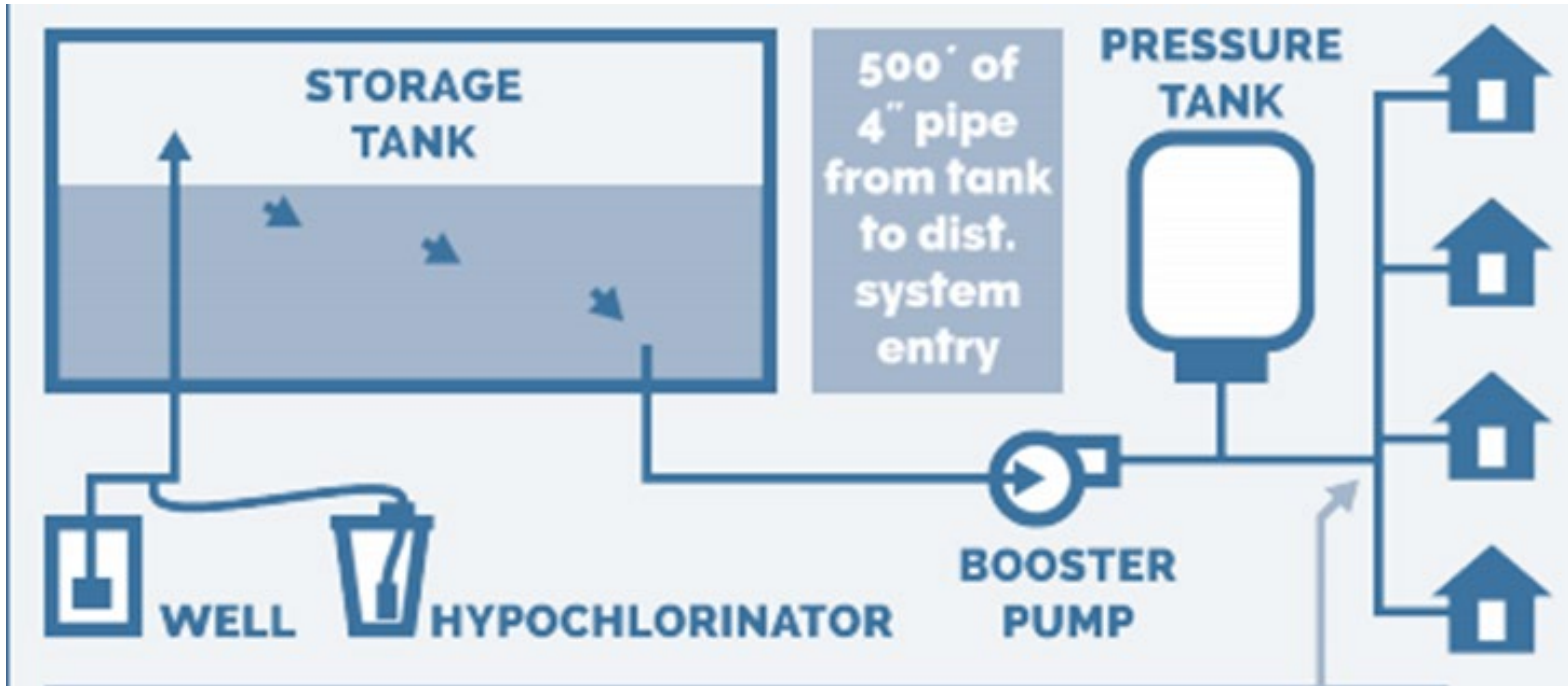 STORAGE
TANK
500´ of
4˝ pipe
from tank
to dist.
system
entry
PRESSURE
TANK
WELL
HYPOCHLORINATOR
BOOSTER
PUMP